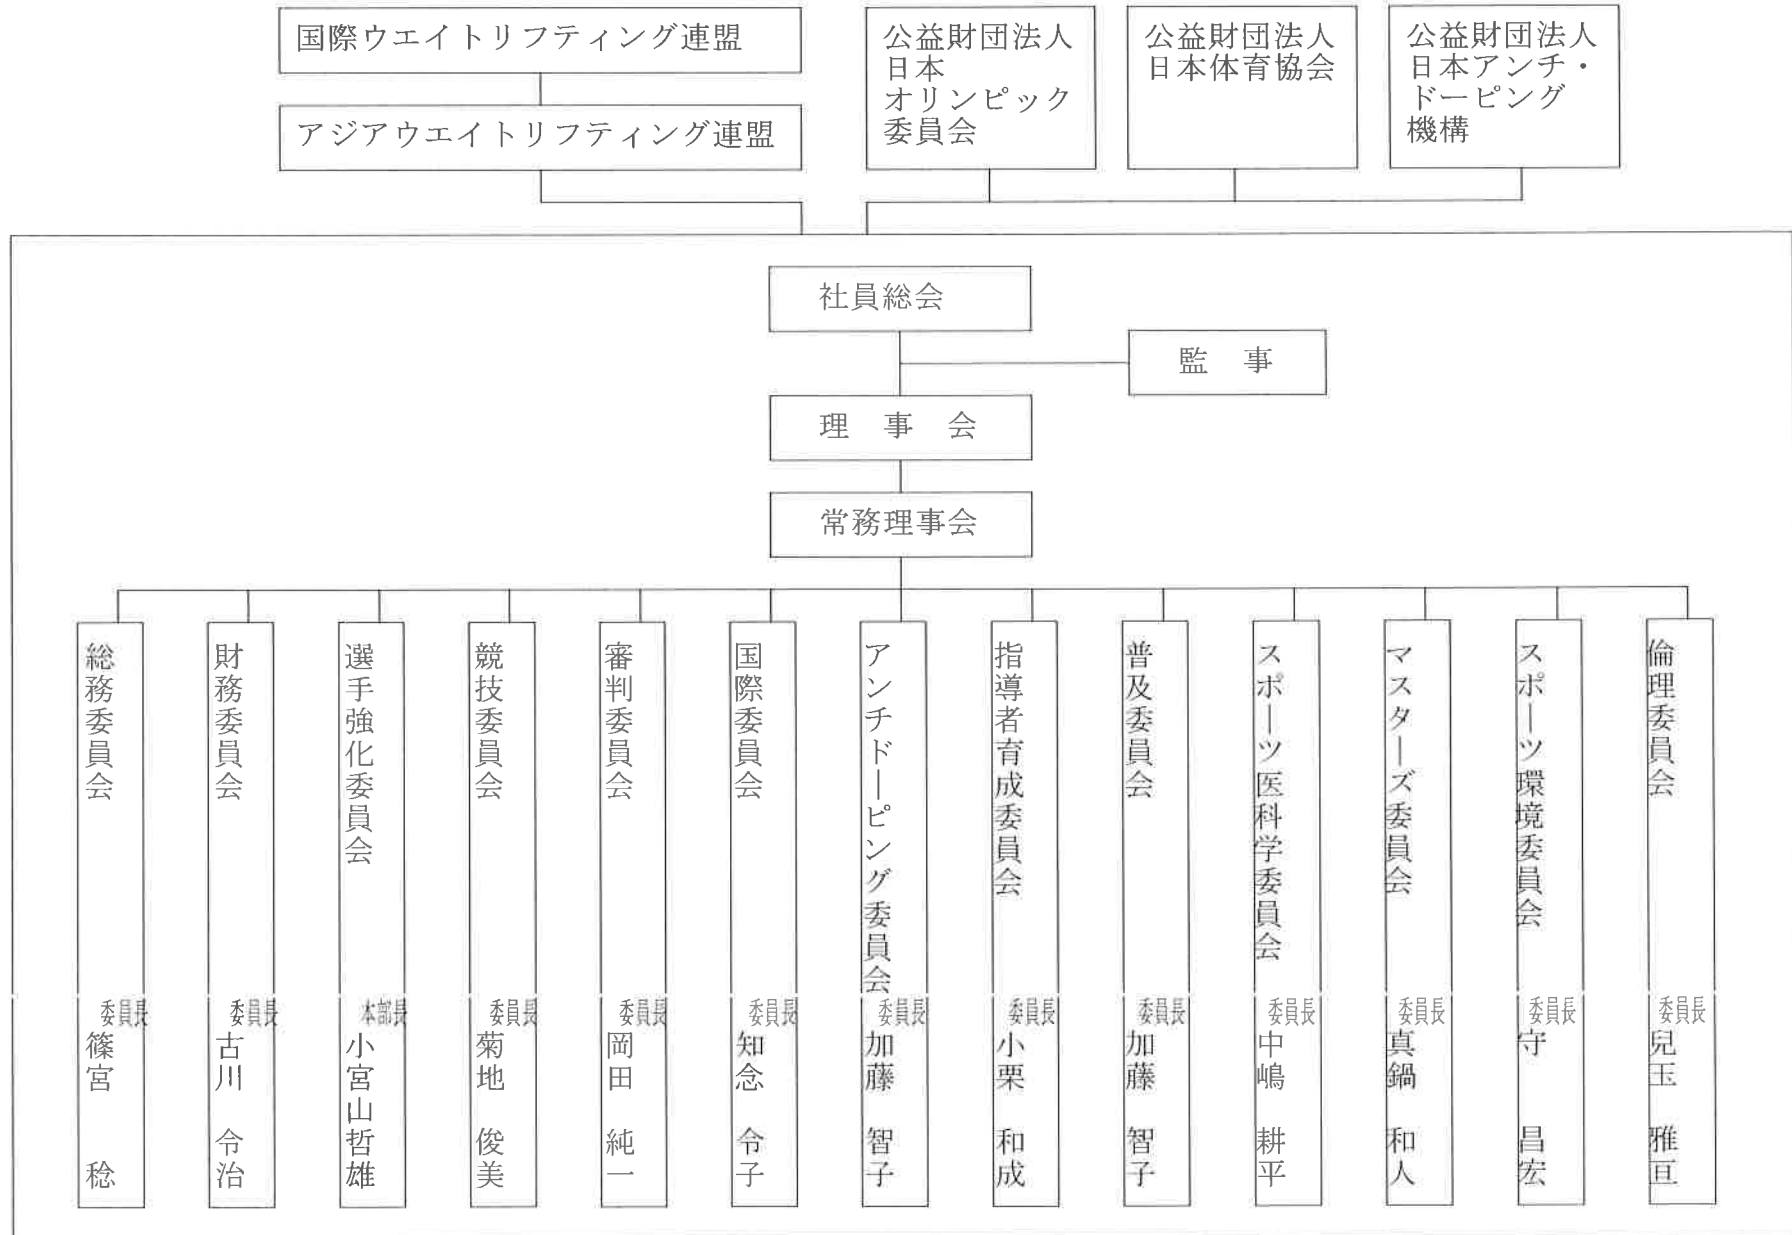 国際ウエイトリフティング連盟
アジアウエイトリフティング連盟
公益財団法人
日本
オリンピック
委員会
公益財団法人
日本体育協会
公益財団法人
日本アンチ・
ドーピング
機構
社員総会
監 事
理 事 会
常務理事会
総務委員会
委員長
篠宮 稔
財務委員会
委員長
古川 令治
選手強化委員会
本部長
小宮山哲雄
競技委員会
委員長
菊地 俊美
審判委員会
委員長
岡田 純一
国際委員会
委員長
知念 令子
アンチドーピング委員会
委員長
加藤 智子
指導者育成委員会
委員長
小栗 和成
普及委員会
委員長
加藤 智子
スポーツ医科学委員会
委員長
中嶋 耕平
マスターズ委員会
委員長
真鍋 和人
スポーツ環境委員会
委員長
守 昌宏
倫理委員会
委員長
兒玉 雅亘